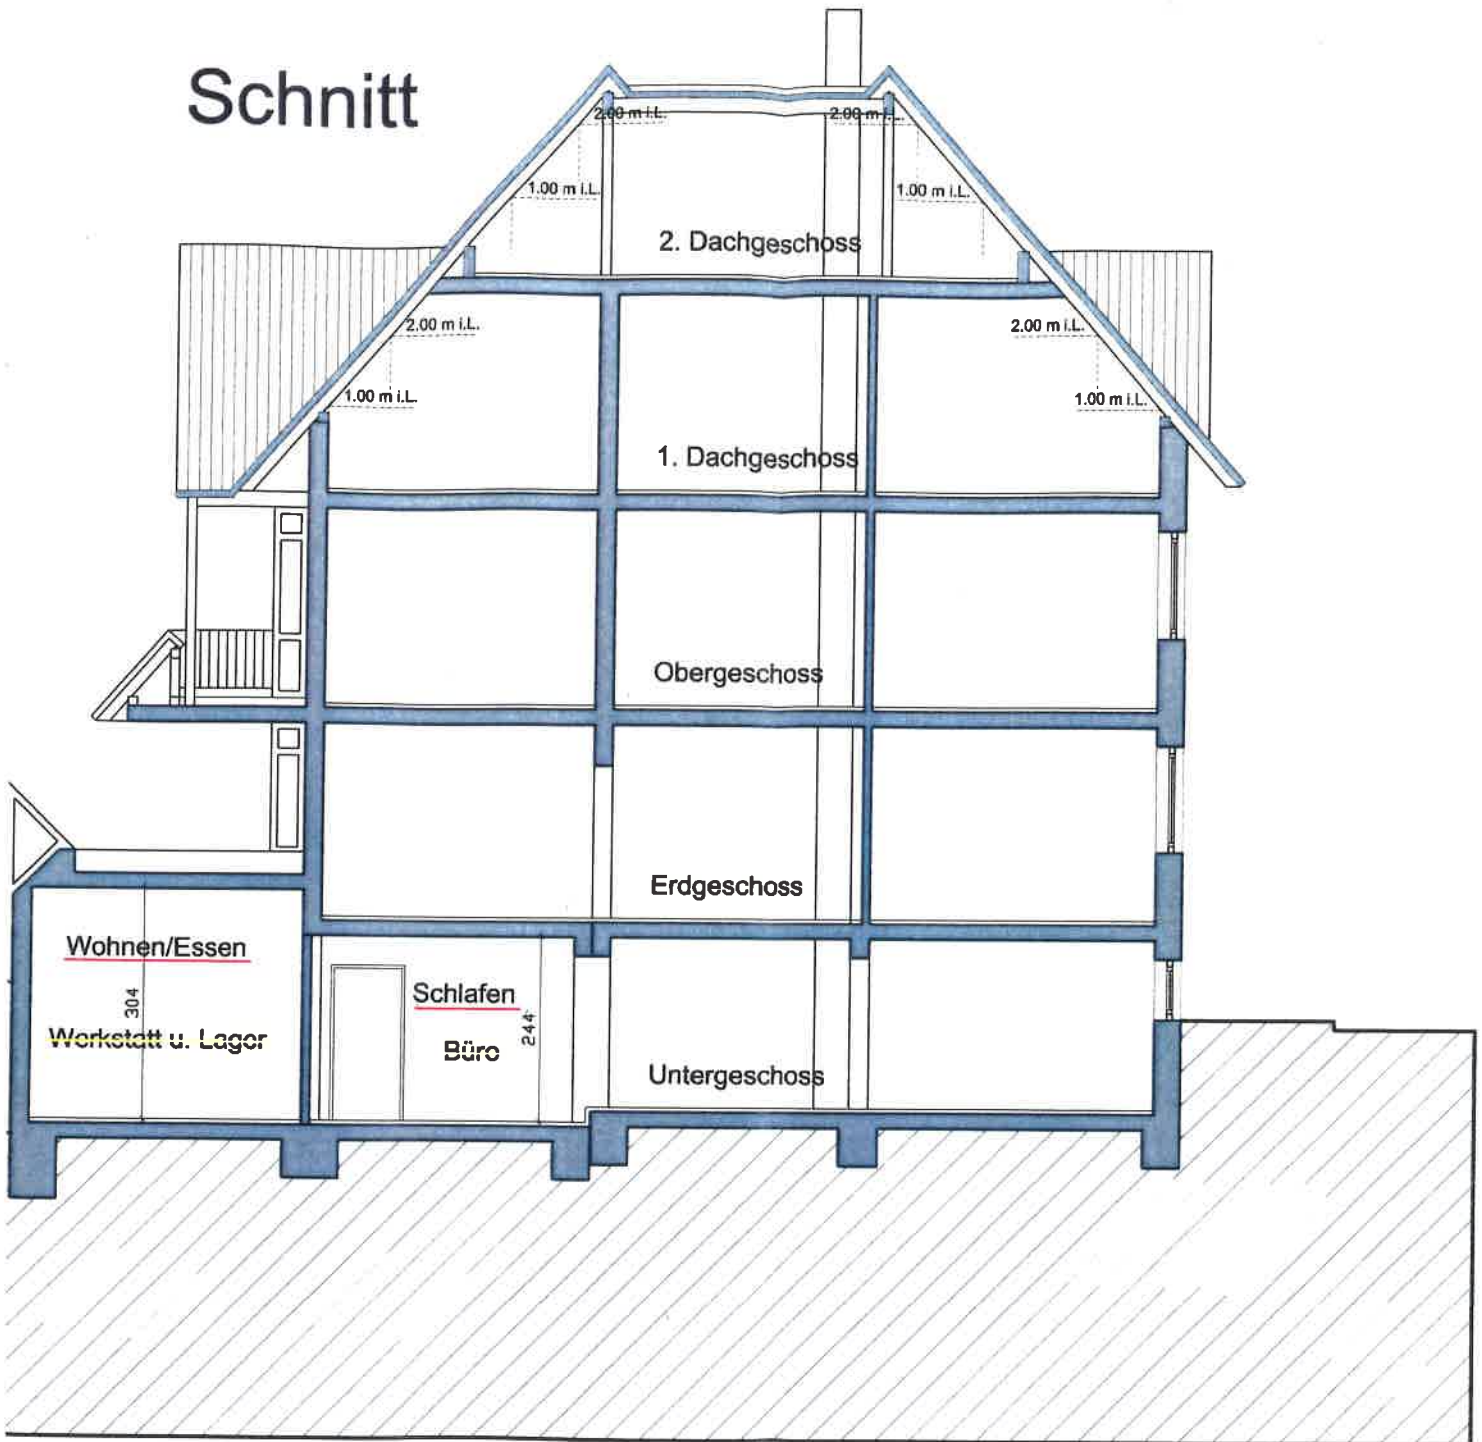 Schnitt
2.00 m i.L.
2.00 m i.L.
1.00 m i.L.
1.00 m i.L.
2. Dachgeschoss
2.00 m i.L.
2.00 m i.L.
1.00 m i.L.
1.00 m i.L.
1. Dachgeschoss
Obergeschoss
Erdgeschoss
Wohnen/Essen
304
Werkstatt u. Lager
Schlafen
244
Büro
Untergeschoss